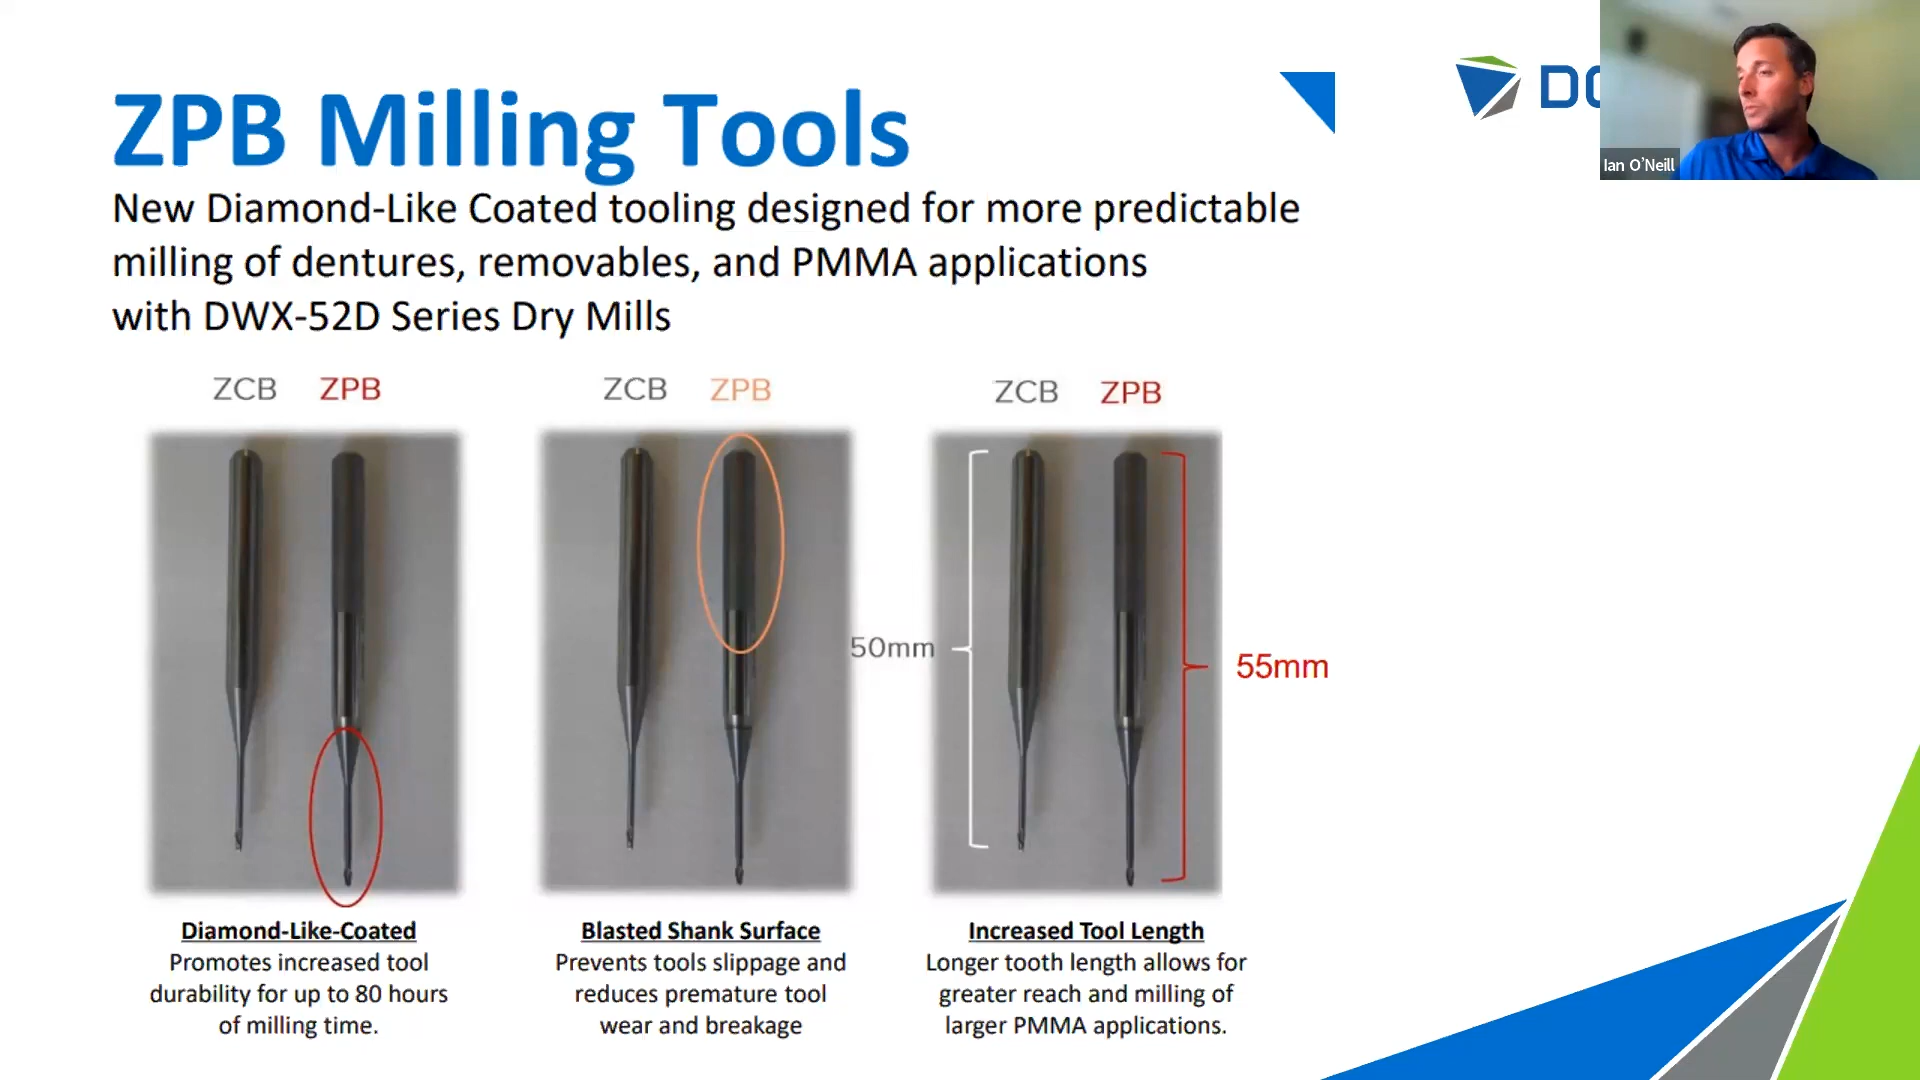 ZPB Milling Tools
New Diamond-Like Coated tooling designed for more predictable
milling of dentures, removables, and PMMA applications
with DWX-52D Series Dry Mills
Ian O'Neill
ZCB ZPB
ZCB ZPB
ZCB ZPB
50mm
55mm
Diamond-Like-Coated
Promotes increased tool
durability for up to 80 hours
of milling time.
Blasted Shank Surface
Prevents tools slippage and
reduces premature tool
wear and breakage
Increased Tool Length
Longer tooth length allows for
greater reach and milling of
larger PMMA applications.